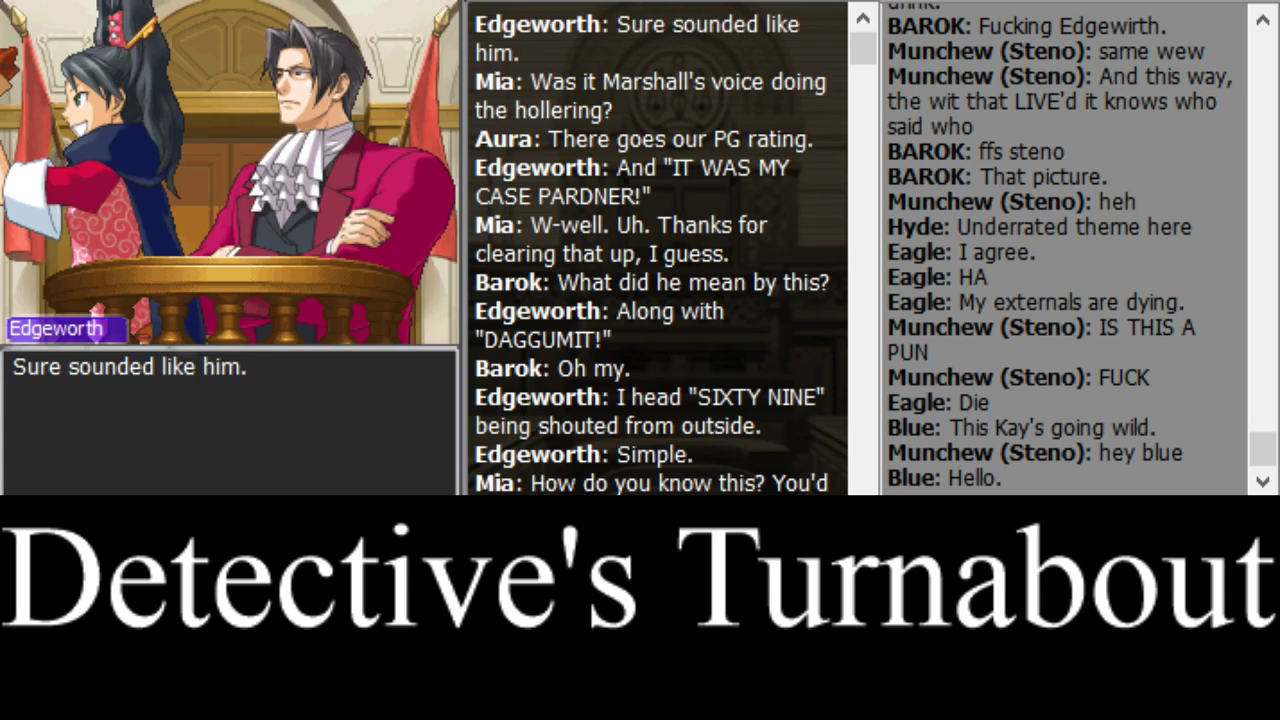 Edgeworth
Sure sounded like him.
Edgeworth: Sure sounded like
him.
Mia: Was it Marshall's voice doing
the hollering?
Aura: There goes our PG rating.
Edgeworth: And "IT WAS MY
CASE PARDNER!"
Mia: W-well. Uh. Thanks for
clearing that up, I guess.
Barok: What did he mean by this?
Edgeworth: Along with
"DAGGUMIT!"
Barok: Oh my.
Edgeworth: I head "SIXTY NINE"
being shouted from outside.
Edgeworth: Simple.
Mia: How do you know this? You'd
BAROK: Fucking Edgewirth.
Munchew (Steno): same wew
Munchew (Steno): And this way,
the wit that LIVE'd it knows who
said who
BAROK: ffs steno
BAROK: That picture.
Munchew (Steno): heh
Hyde: Underrated theme here
Eagle: I agree.
Eagle: HA
Eagle: My externals are dying.
Munchew (Steno): IS THIS A
PUN
Munchew (Steno): FUCK
Eagle: Die
Blue: This Kay's going wild.
Munchew (Steno): hey blue
Blue: Hello.
Detective's Turnabout